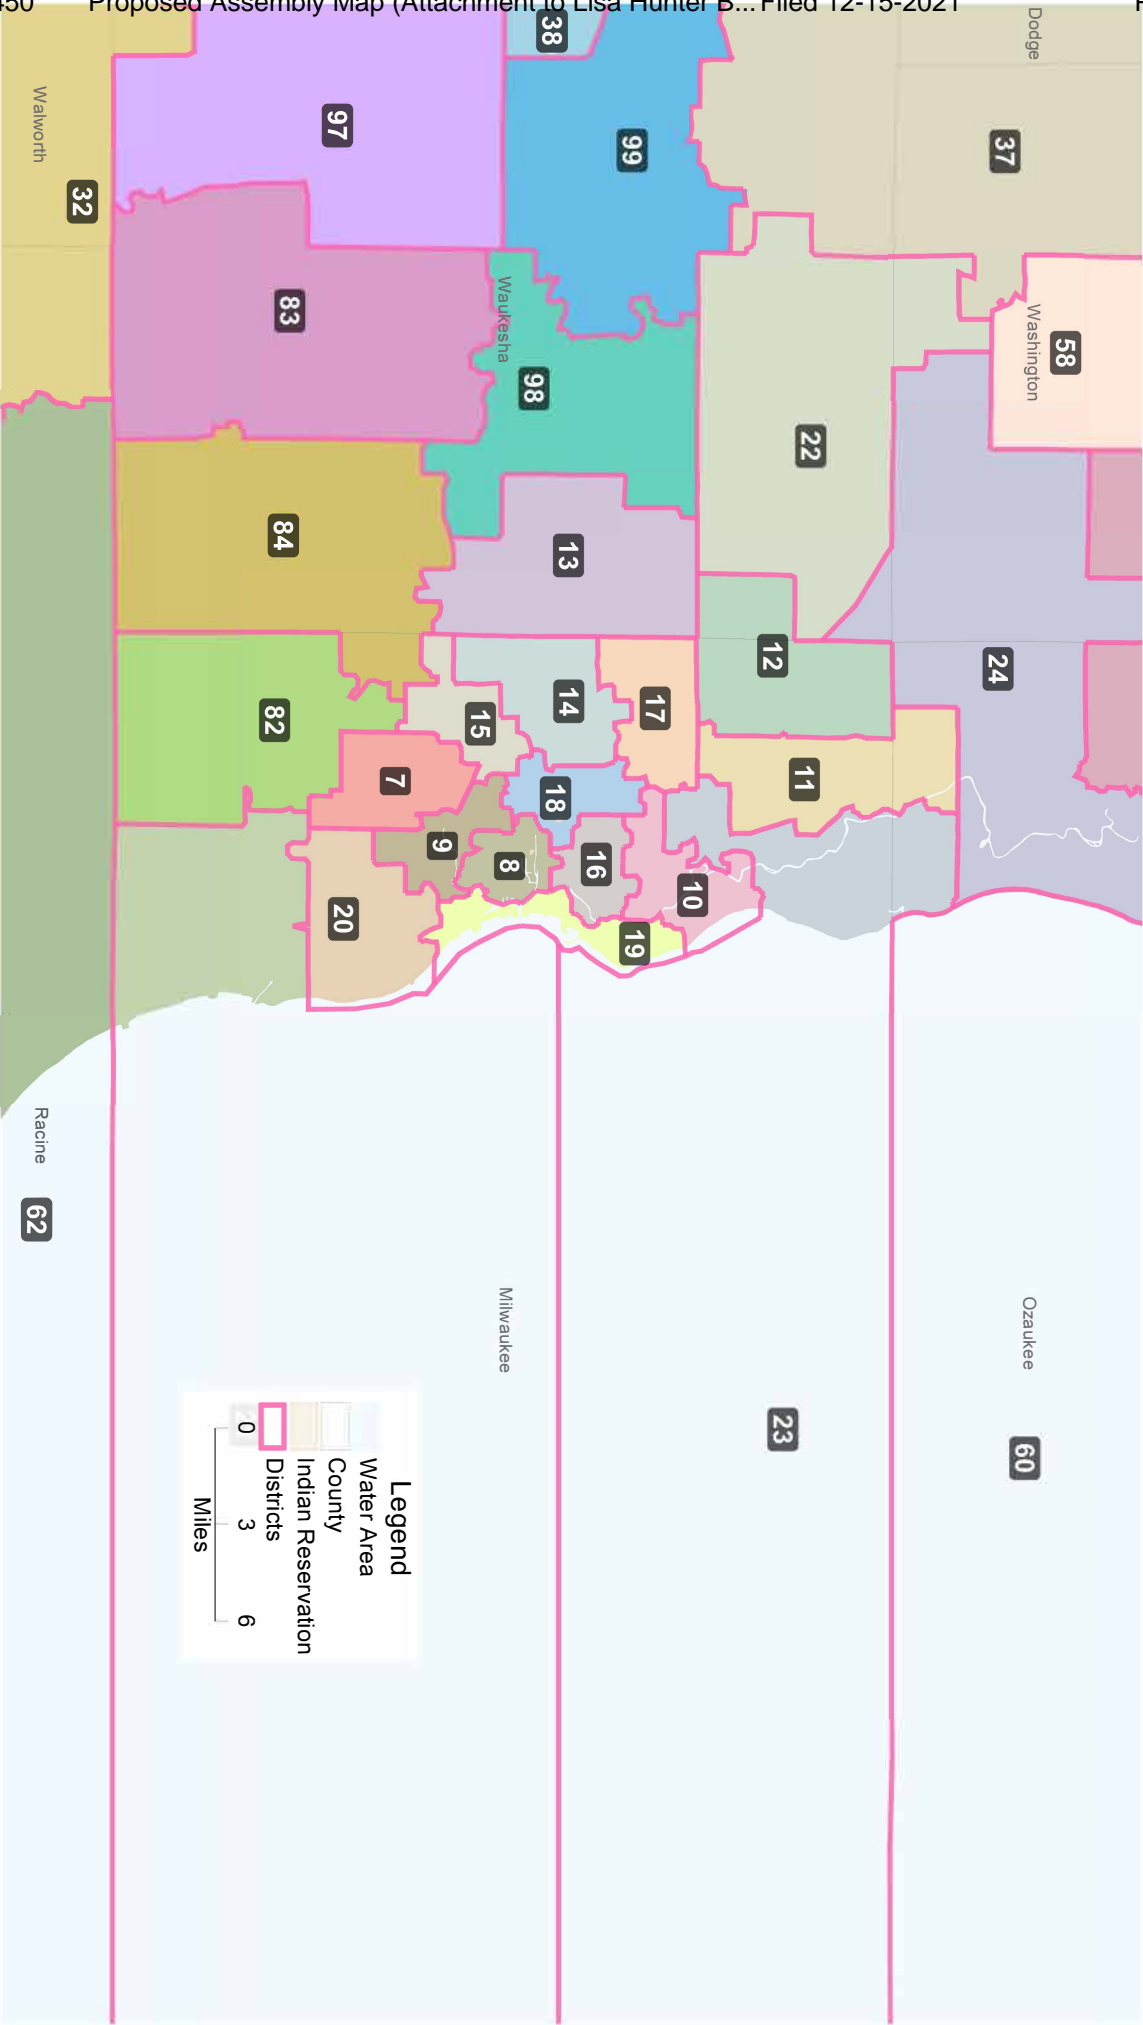 450 Proposed Assembly Map (Attachment to Lisa Hunter B... Filed 12-15-2021
58
Dodge
Washington
Ozaukee
60
37
24
22
11
23
12
10
17
19
99
16
14
13
18
38
98
8
Waukesha
Milwaukee
15
9
7
20
97
83
84
82
Legend
Water Area
County
Indian Reservation
Districts
0 3 6
Miles
32
Walworth
Racine
62